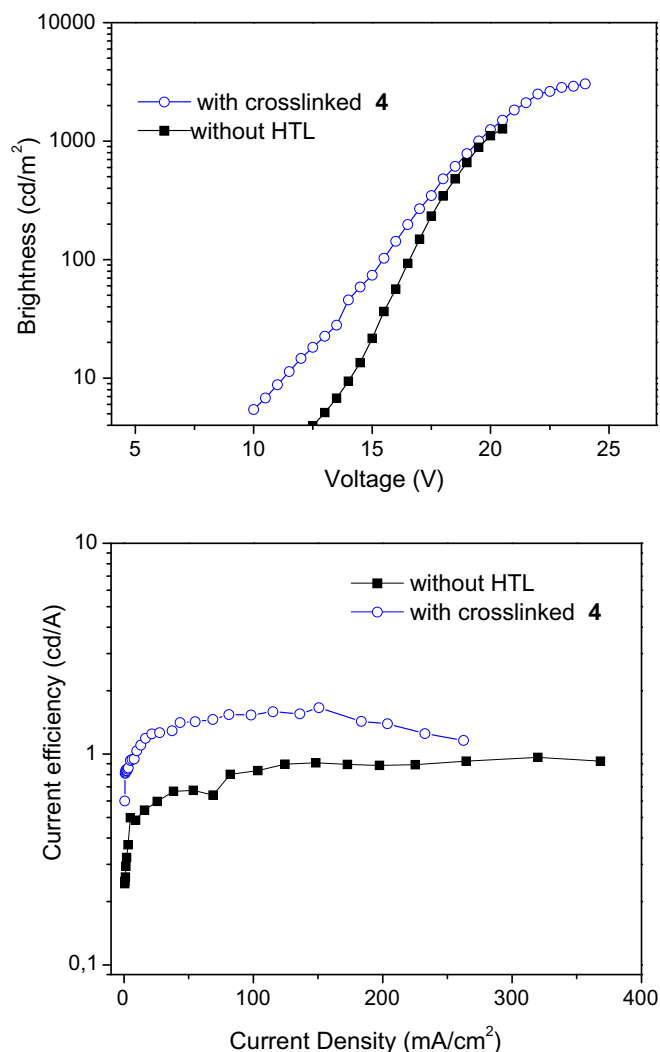 10000
1000
100
10
Brightness (cd/m²)
with crosslinked 4
without HTL
5 10 15 20 25
Voltage (V)
10
1
0,1
Current efficiency (cd/A)
without HTL
with crosslinked 4
0 100 200 300 400
Current Density (mA/cm²)